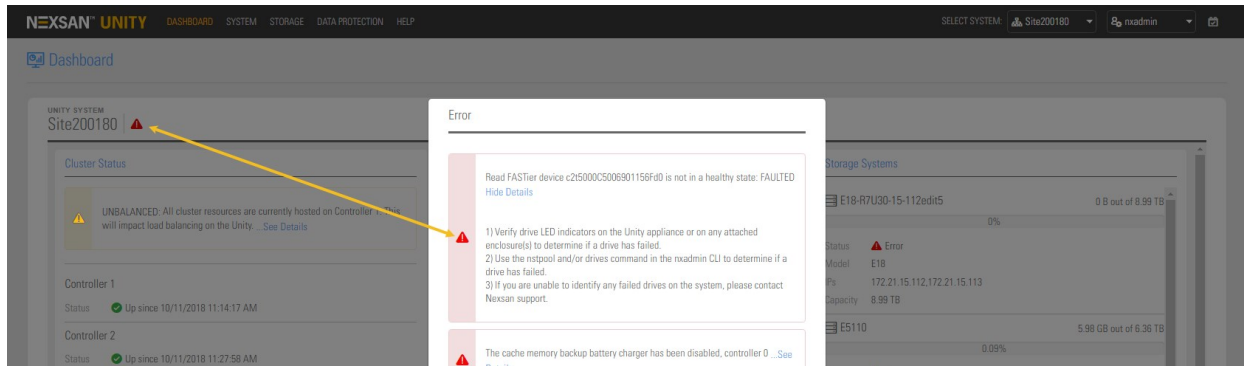 NEXSAN™ UNITY DASHBOARD SYSTEM STORAGE DATA PROTECTION HELP SELECT SYSTEM: Site200180 nxadmin
Dashboard
UNITY SYSTEM
Site200180
Cluster Status
UNBALANCED: All cluster resources are currently hosted on Controller 1. This
will impact load balancing on the Unity. ...See Details
Controller 1
Status Up since 10/11/2018 11:14:17 AM
Controller 2
Status Up since 10/11/2018 11:27:58 AM
Error
Read FASTier device c2t5000C5006901156Fd0 is not in a healthy state: FAULTED
Hide Details
1) Verify drive LED indicators on the Unity appliance or on any attached
enclosure(s) to determine if a drive has failed.
2) Use the nstpool and/or drives command in the nxadmin CLI to determine if a
drive has failed.
3) If you are unable to identify any failed drives on the system, please contact
Nexsan support.
The cache memory backup battery charger has been disabled, controller 0 ...See
Storage Systems
E18-R7U30-15-112edit5 0 B out of 8.99 TB
0%
Status Error
Model E18
IPs 172.21.15.112,172.21.15.113
Capacity 8.99 TB
E5110 5.98 GB out of 6.36 TB
0.09%